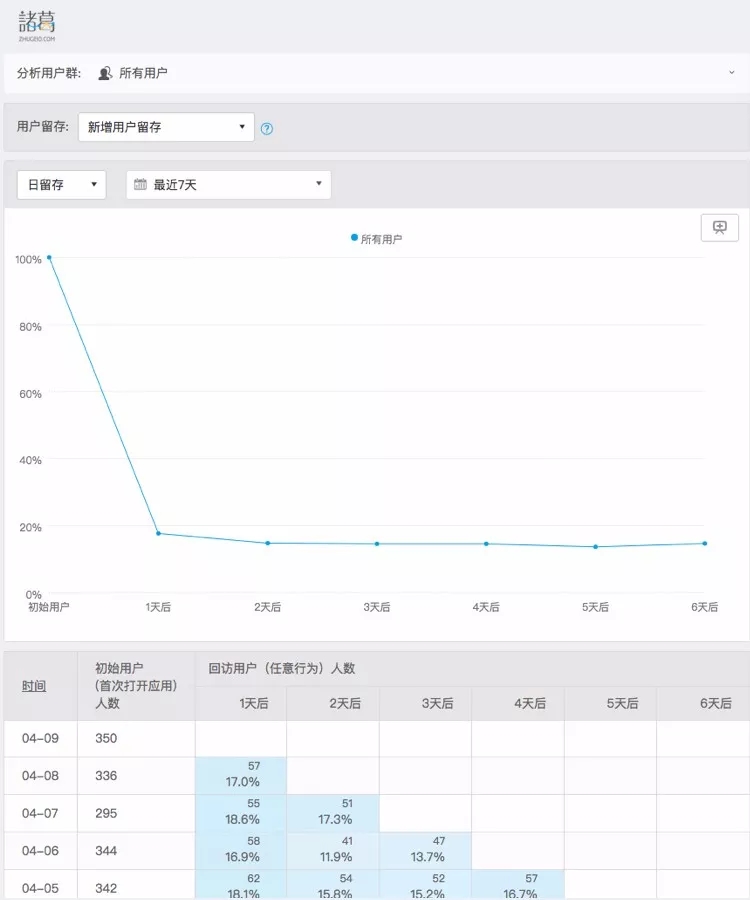 諸葛
ZHUGEIO.COM
分析用户群: 所有用户
用户留存: 新增用户留存 ?
日留存 最近7天
所有用户
100%
80%
60%
40%
20%
0%
初始用户 1天后 2天后 3天后 4天后 5天后 6天后
时间 初始用户 (首次打开应用) 人数 回访用户（任意行为）人数
1天后 2天后 3天后 4天后 5天后 6天后
04-09 350
04-08 336 57 17.0%
04-07 295 55 18.6% 51 17.3%
04-06 344 58 16.9% 41 11.9% 47 13.7%
04-05 342 62 18.1% 54 15.8% 52 15.2% 57 16.7%